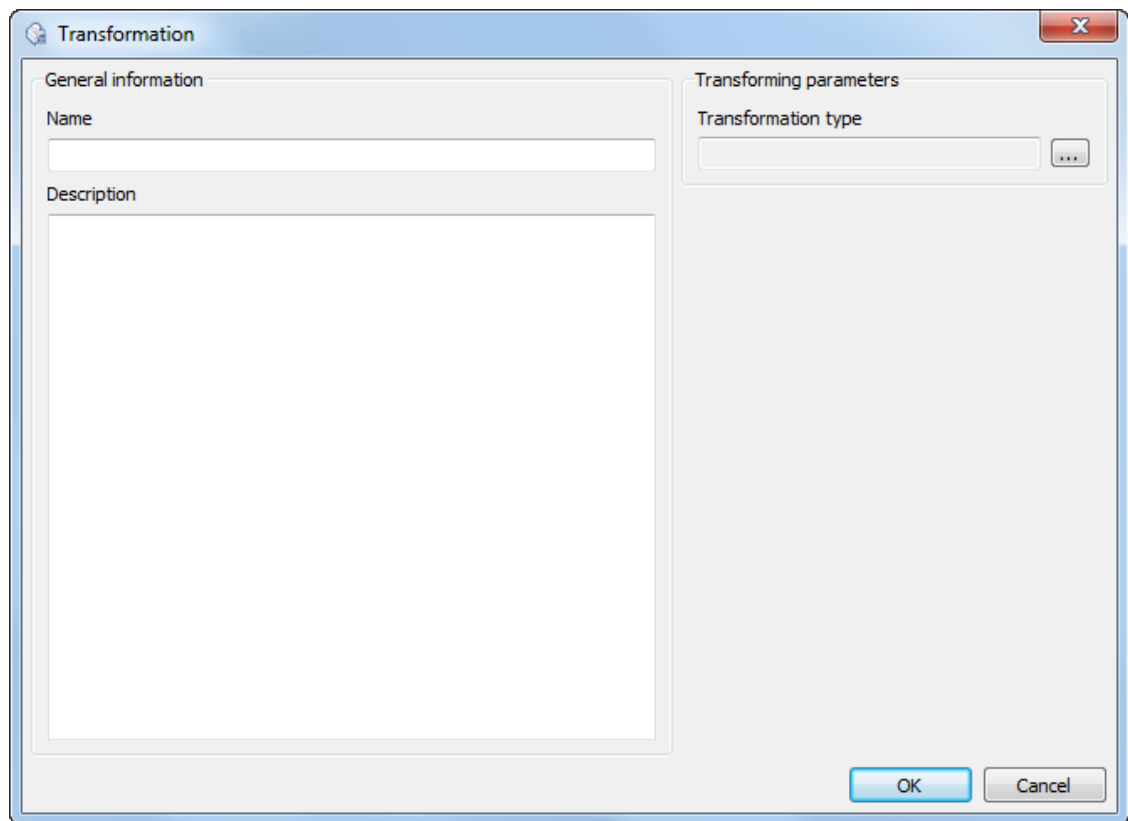 Transformation
General information
Name
Description
Transforming parameters
Transformation type
...
OK
Cancel